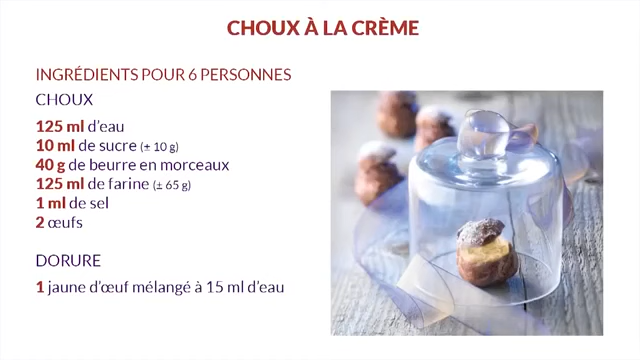 CHOUX À LA CRÈME
INGRÉDIENTS POUR 6 PERSONNES
CHOUX
125 ml d'eau
10 ml de sucre (± 10 g)
40 g de beurre en morceaux
125 ml de farine (± 65 g)
1 ml de sel
2 œufs
DORURE
1 jaune d'œuf mélangé à 15 ml d'eau